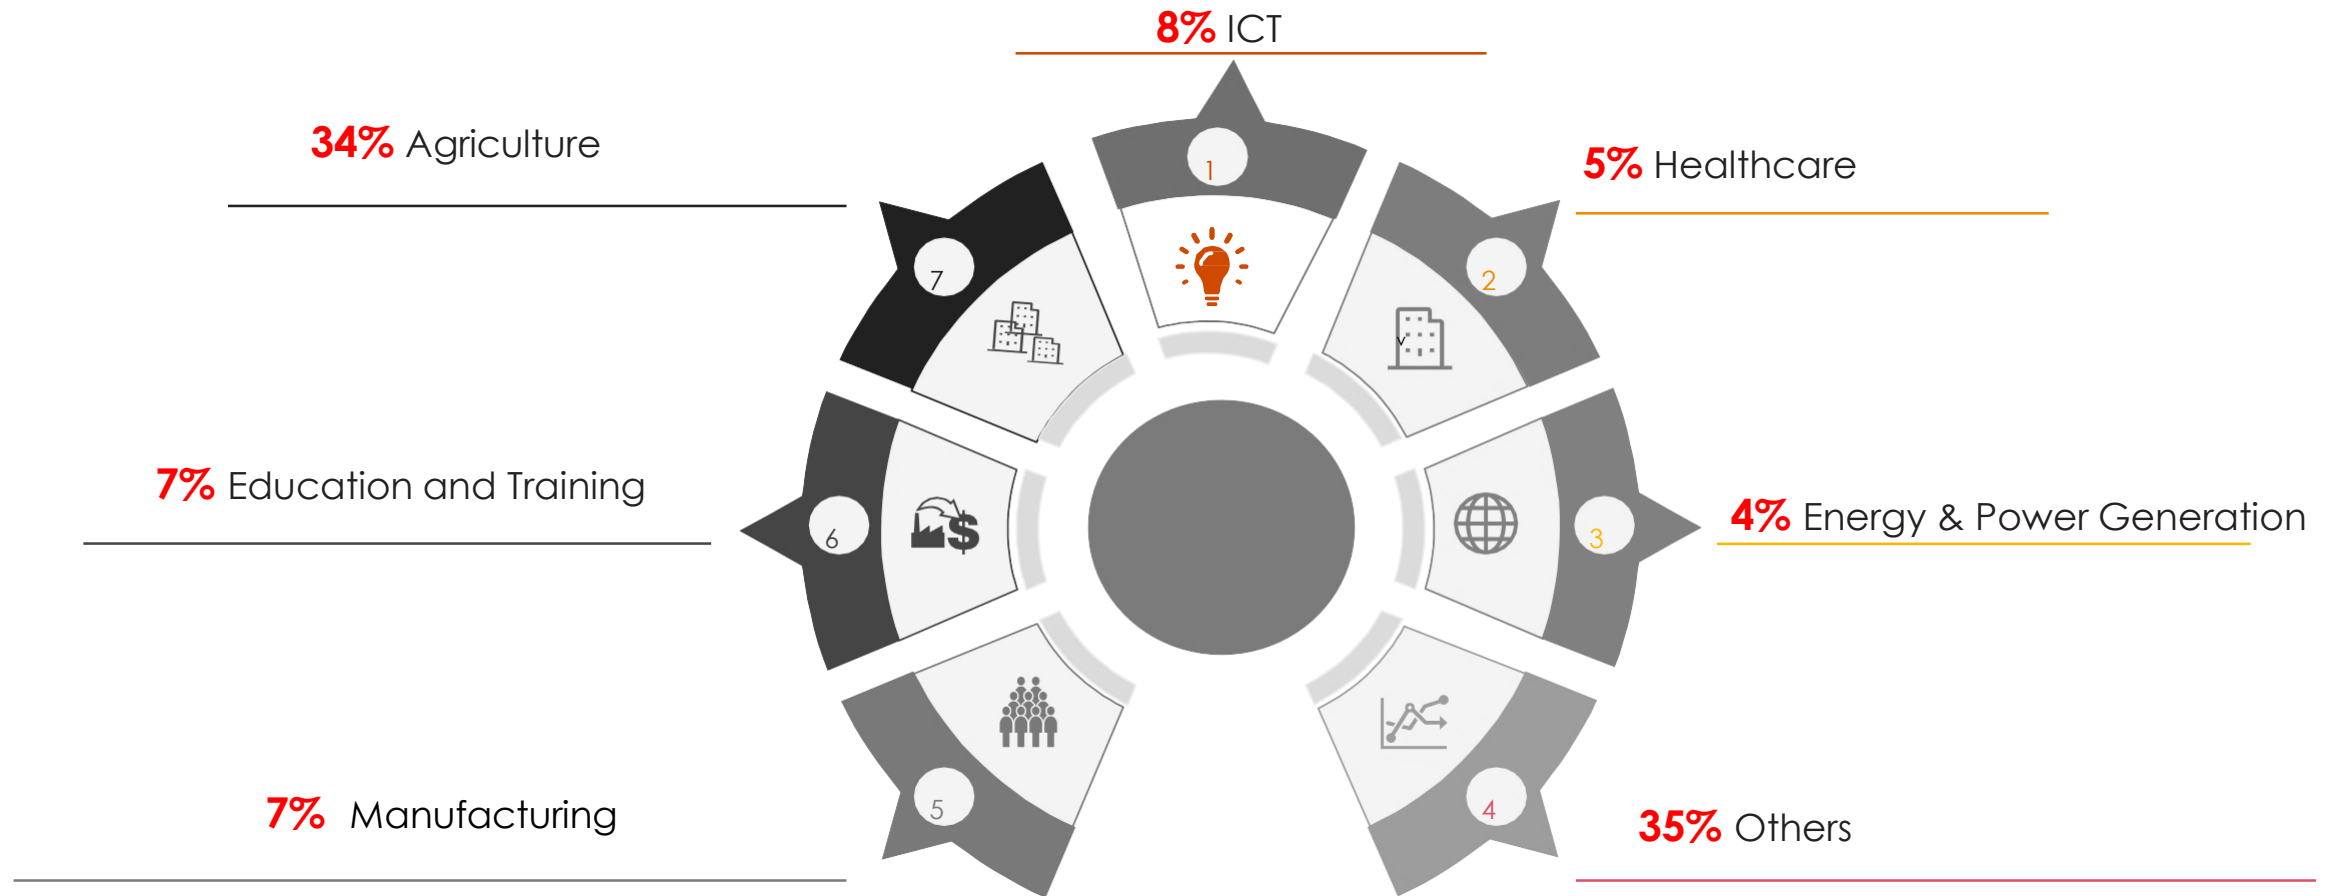 8% ICT
34% Agriculture
5% Healthcare
1
7
2
v
7% Education and Training
4% Energy & Power Generation
6
$
3
7% Manufacturing
5
4
35% Others